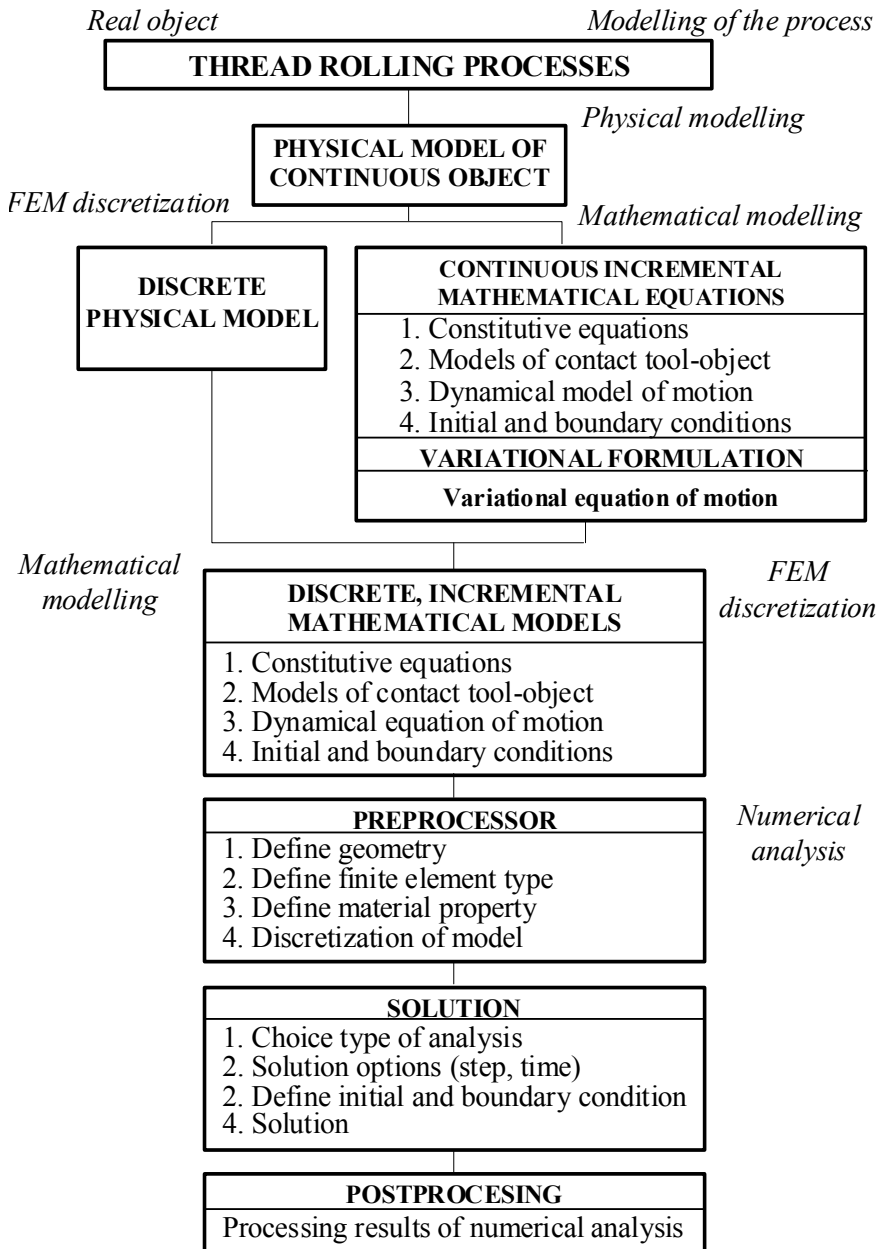 Real object
Modelling of the process
THREAD ROLLING PROCESSES
Physical modelling
PHYSICAL MODEL OF
CONTINUOUS OBJECT
FEM discretization
Mathematical modelling
DISCRETE
PHYSICAL MODEL
CONTINUOUS INCREMENTAL
MATHEMATICAL EQUATIONS
1. Constitutive equations
2. Models of contact tool-object
3. Dynamical model of motion
4. Initial and boundary conditions
VARIATIONAL FORMULATION
Variational equation of motion
Mathematical
modelling
DISCRETE, INCREMENTAL
MATHEMATICAL MODELS
FEM
discretization
1. Constitutive equations
2. Models of contact tool-object
3. Dynamical equation of motion
4. Initial and boundary conditions
PREPROCESSOR
1. Define geometry
2. Define finite element type
3. Define material property
4. Discretization of model
Numerical
analysis
SOLUTION
1. Choice type of analysis
2. Solution options (step, time)
2. Define initial and boundary condition
4. Solution
POSTPROCESING
Processing results of numerical analysis